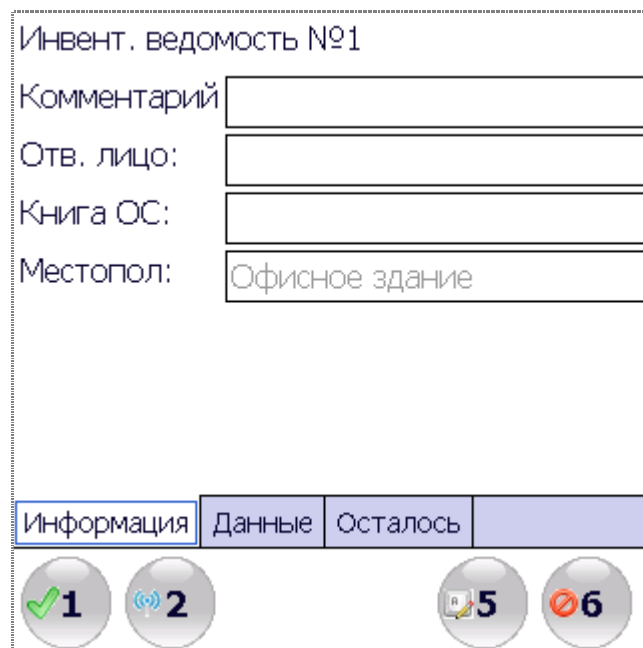 Инвент. ведомость №1
Комментарий
Отв. лицо:
Книга ОС:
Местопол: Офисное здание
Информация Данные Осталось
1 2 5 6